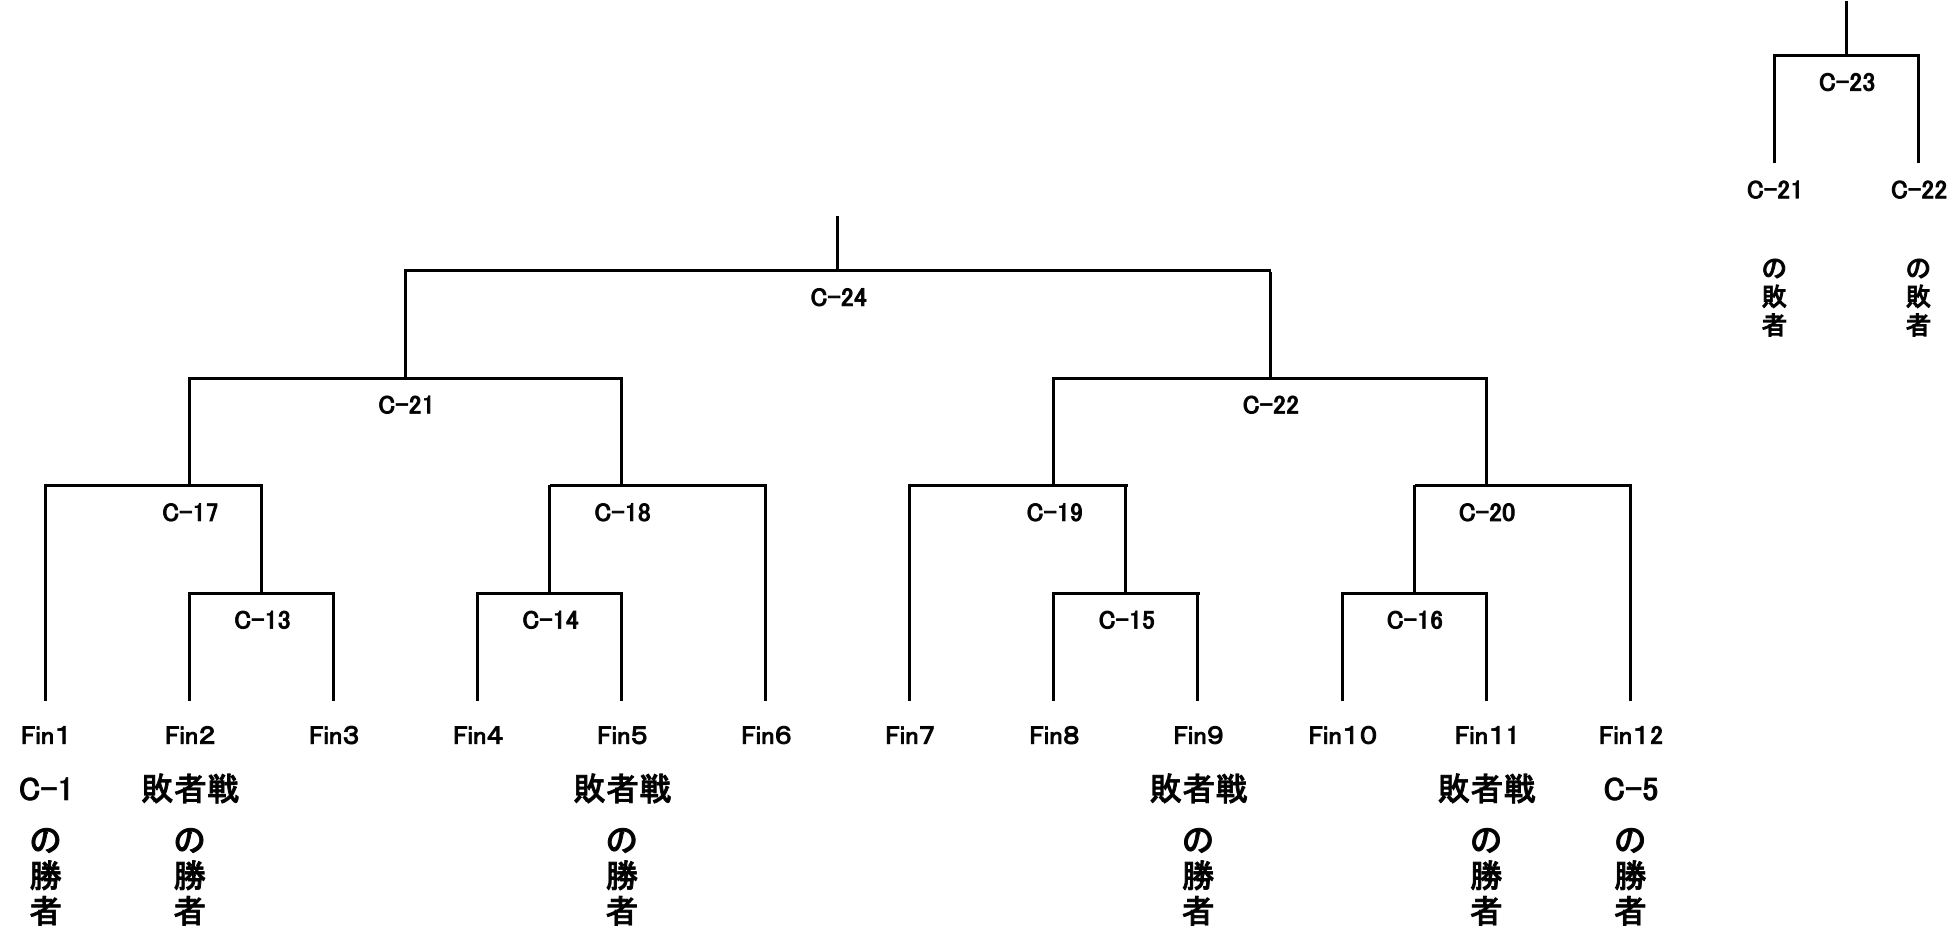 C-23
C-21
C-22
の敗者
の敗者
C-24
C-21
C-22
C-17
C-18
C-19
C-20
C-13
C-14
C-15
C-16
Fin1
Fin2
Fin3
Fin4
Fin5
Fin6
Fin7
Fin8
Fin9
Fin10
Fin11
Fin12
C-1
敗者戦
敗者戦
敗者戦
敗者戦
C-5
の勝者
の勝者
の勝者
の勝者
の勝者
の勝者